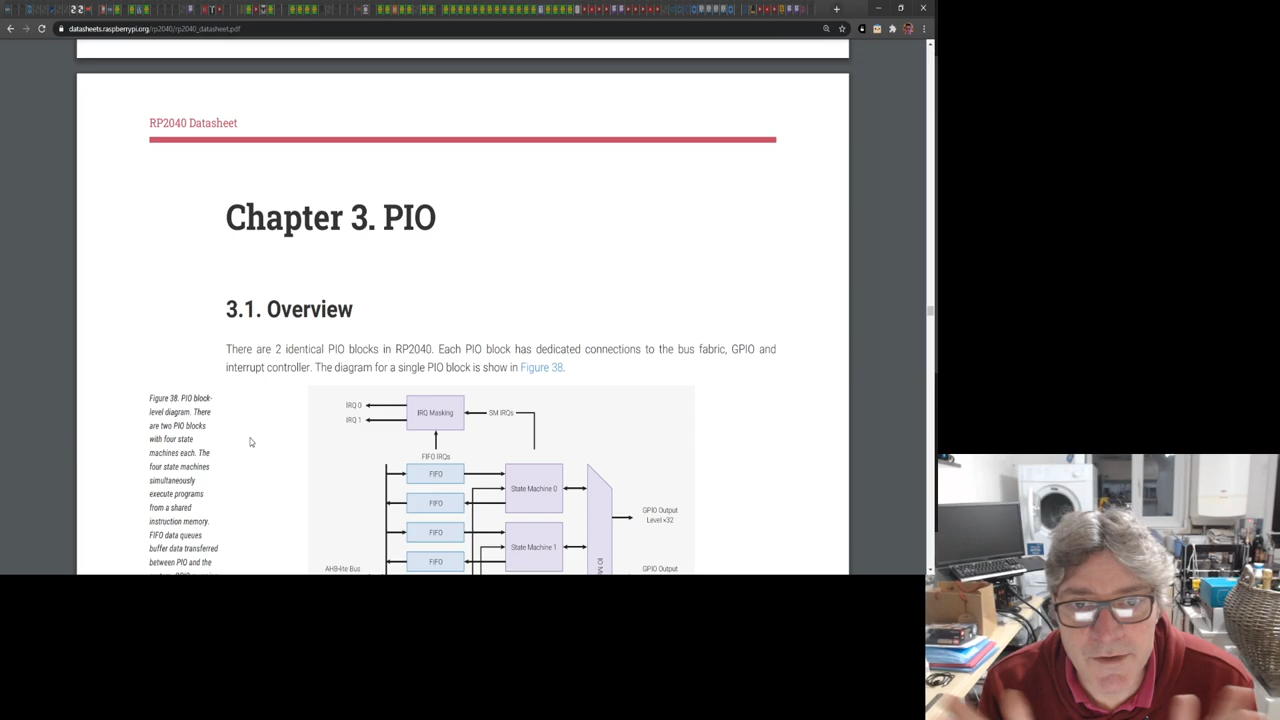 datasheets.raspberrypi.org/rp2040/rp2040_datasheet.pdf
RP2040 Datasheet
Chapter 3. PIO
3.1. Overview
There are 2 identical PIO blocks in RP2040. Each PIO block has dedicated connections to the bus fabric, GPIO and
interrupt controller. The diagram for a single PIO block is show in Figure 38.
Figure 38. PIO block-
level diagram. There
are two PIO blocks
with four state
machines each. The
four state machines
simultaneously
execute programs
from a shared
instruction memory.
FIFO data queues
buffer data transferred
between PIO and the
IRQ 0
IRQ 1
IRQ Masking
SM IRQs
FIFO IRQs
FIFO
State Machine 0
FIFO
GPIO Output
Level x32
FIFO
State Machine 1
FIFO
AHB-lite Bus
GPIO Output